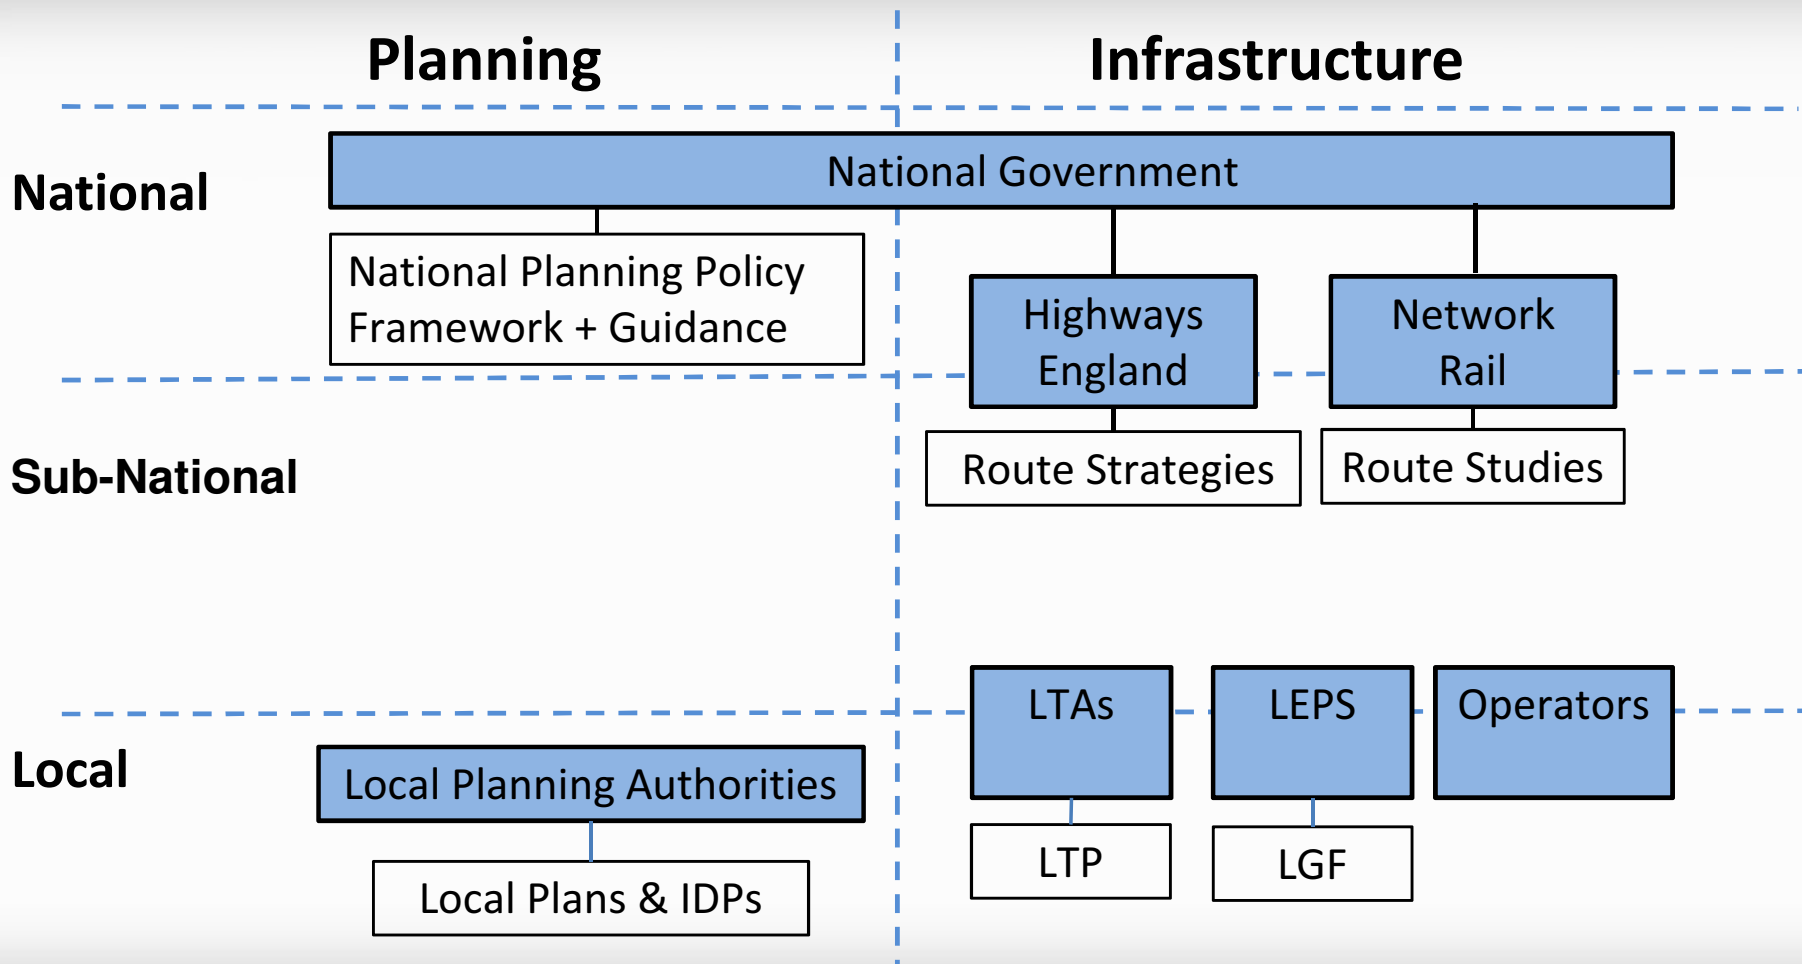 Planning
Infrastructure
National
National Government
National Planning Policy
Framework + Guidance
Highways
England
Network
Rail
Sub-National
Route Strategies
Route Studies
Local
LTAs
LEPS
Operators
Local Planning Authorities
LTP
LGF
Local Plans & IDPs